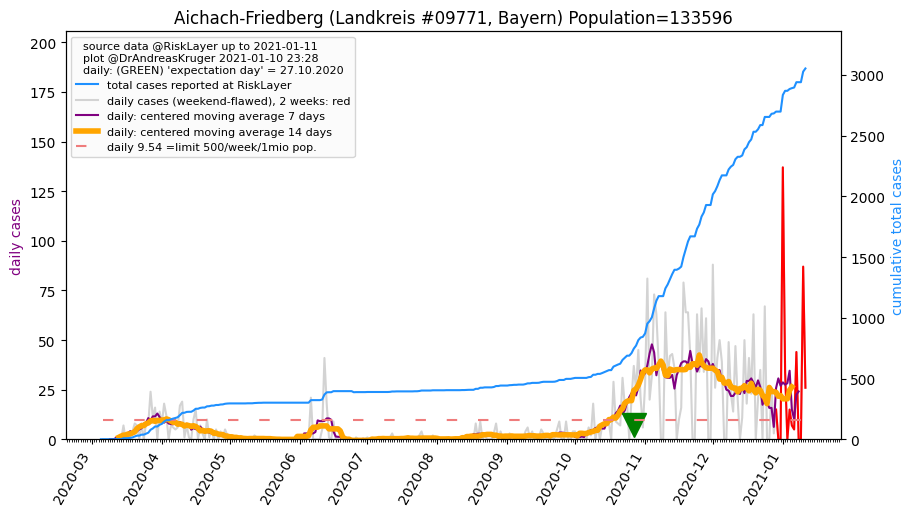 Aichach-Friedberg (Landkreis #09771, Bayern) Population=133596
source data @RiskLayer up to 2021-01-11
plot @DrAndreasKruger 2021-01-10 23:28
daily: (GREEN) 'expectation day' = 27.10.2020
total cases reported at RiskLayer
daily cases (weekend-flawed), 2 weeks: red
daily: centered moving average 7 days
daily: centered moving average 14 days
daily 9.54 =limit 500/week/1mio pop.
daily cases
200
175
150
125
100
75
50
25
0
cumulative total cases
3000
2500
2000
1500
1000
500
0
2020-03
2020-04
2020-05
2020-06
2020-07
2020-08
2020-09
2020-10
2020-11
2020-12
2021-01